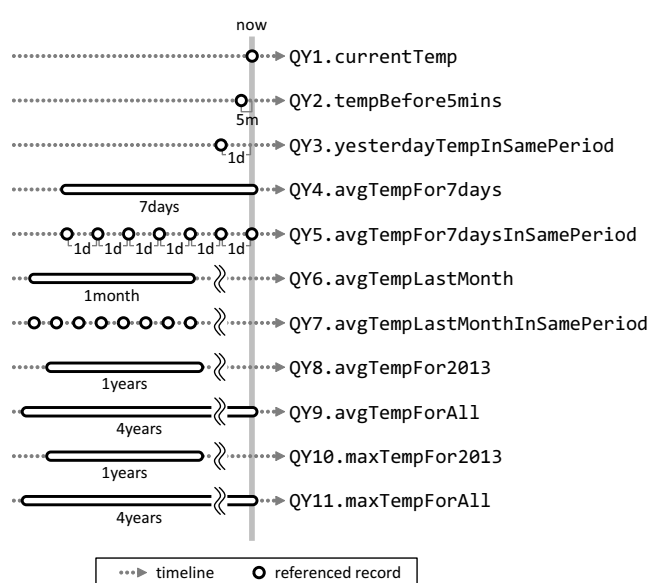 now
QY1.currentTemp
QY2.tempBefore5mins
5m
QY3.yesterdayTempInSamePeriod
1d
QY4.avgTempFor7days
7days
QY5.avgTempFor7daysInSamePeriod
1d 1d 1d 1d 1d 1d
QY6.avgTempLastMonth
1month
QY7.avgTempLastMonthInSamePeriod
QY8.avgTempFor2013
1years
QY9.avgTempForAll
4years
QY10.maxTempFor2013
1years
QY11.maxTempForAll
4years
timeline referenced record